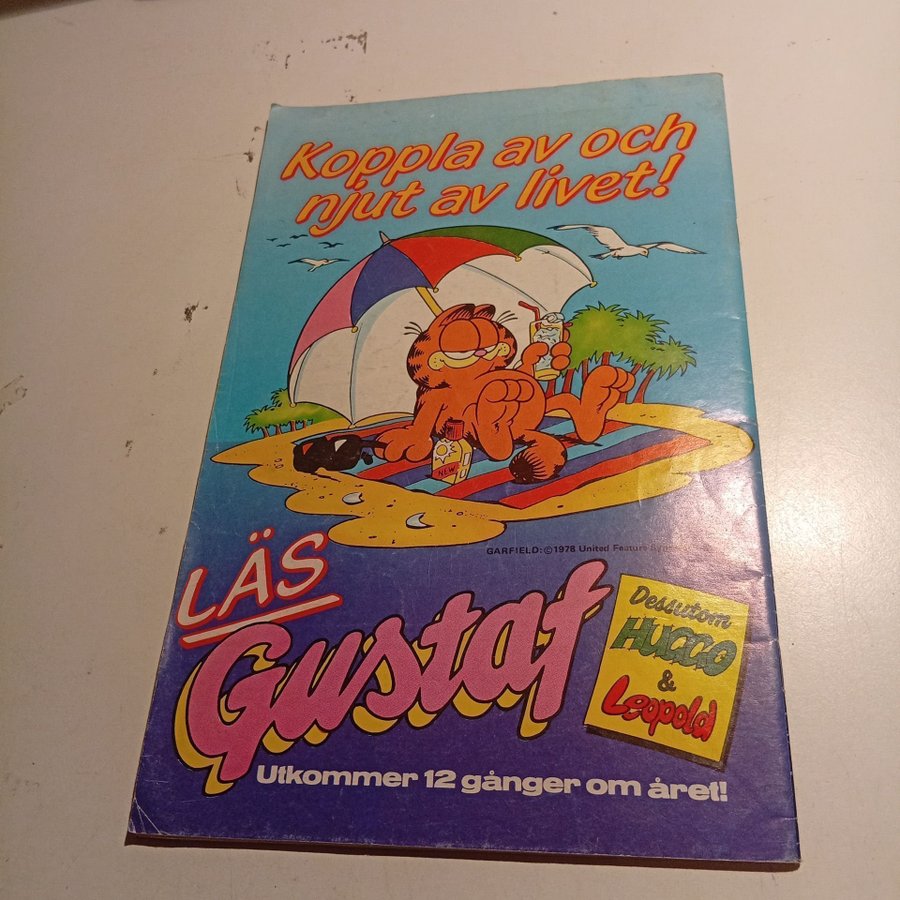 Koppla av och
njut av livet!
NEW
GARFIELD: © 1978 United Feature
LÄS
Gustaf
Dessutom
HUGGO
&
Leopold
Utkommer 12 gånger om året!